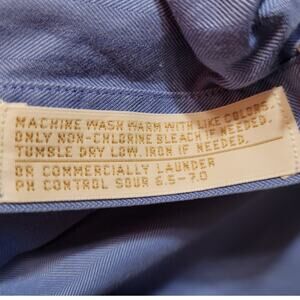 MACHINE WASH WARM WITH LIKE COLORS.
ONLY NON-CHLORINE BLEACH IF NEEDED.
TUMBLE DRY LOW. IRON IF NEEDED.
OR COMMERCIALLY LAUNDER
PH CONTROL SOUR 6.5-7.0